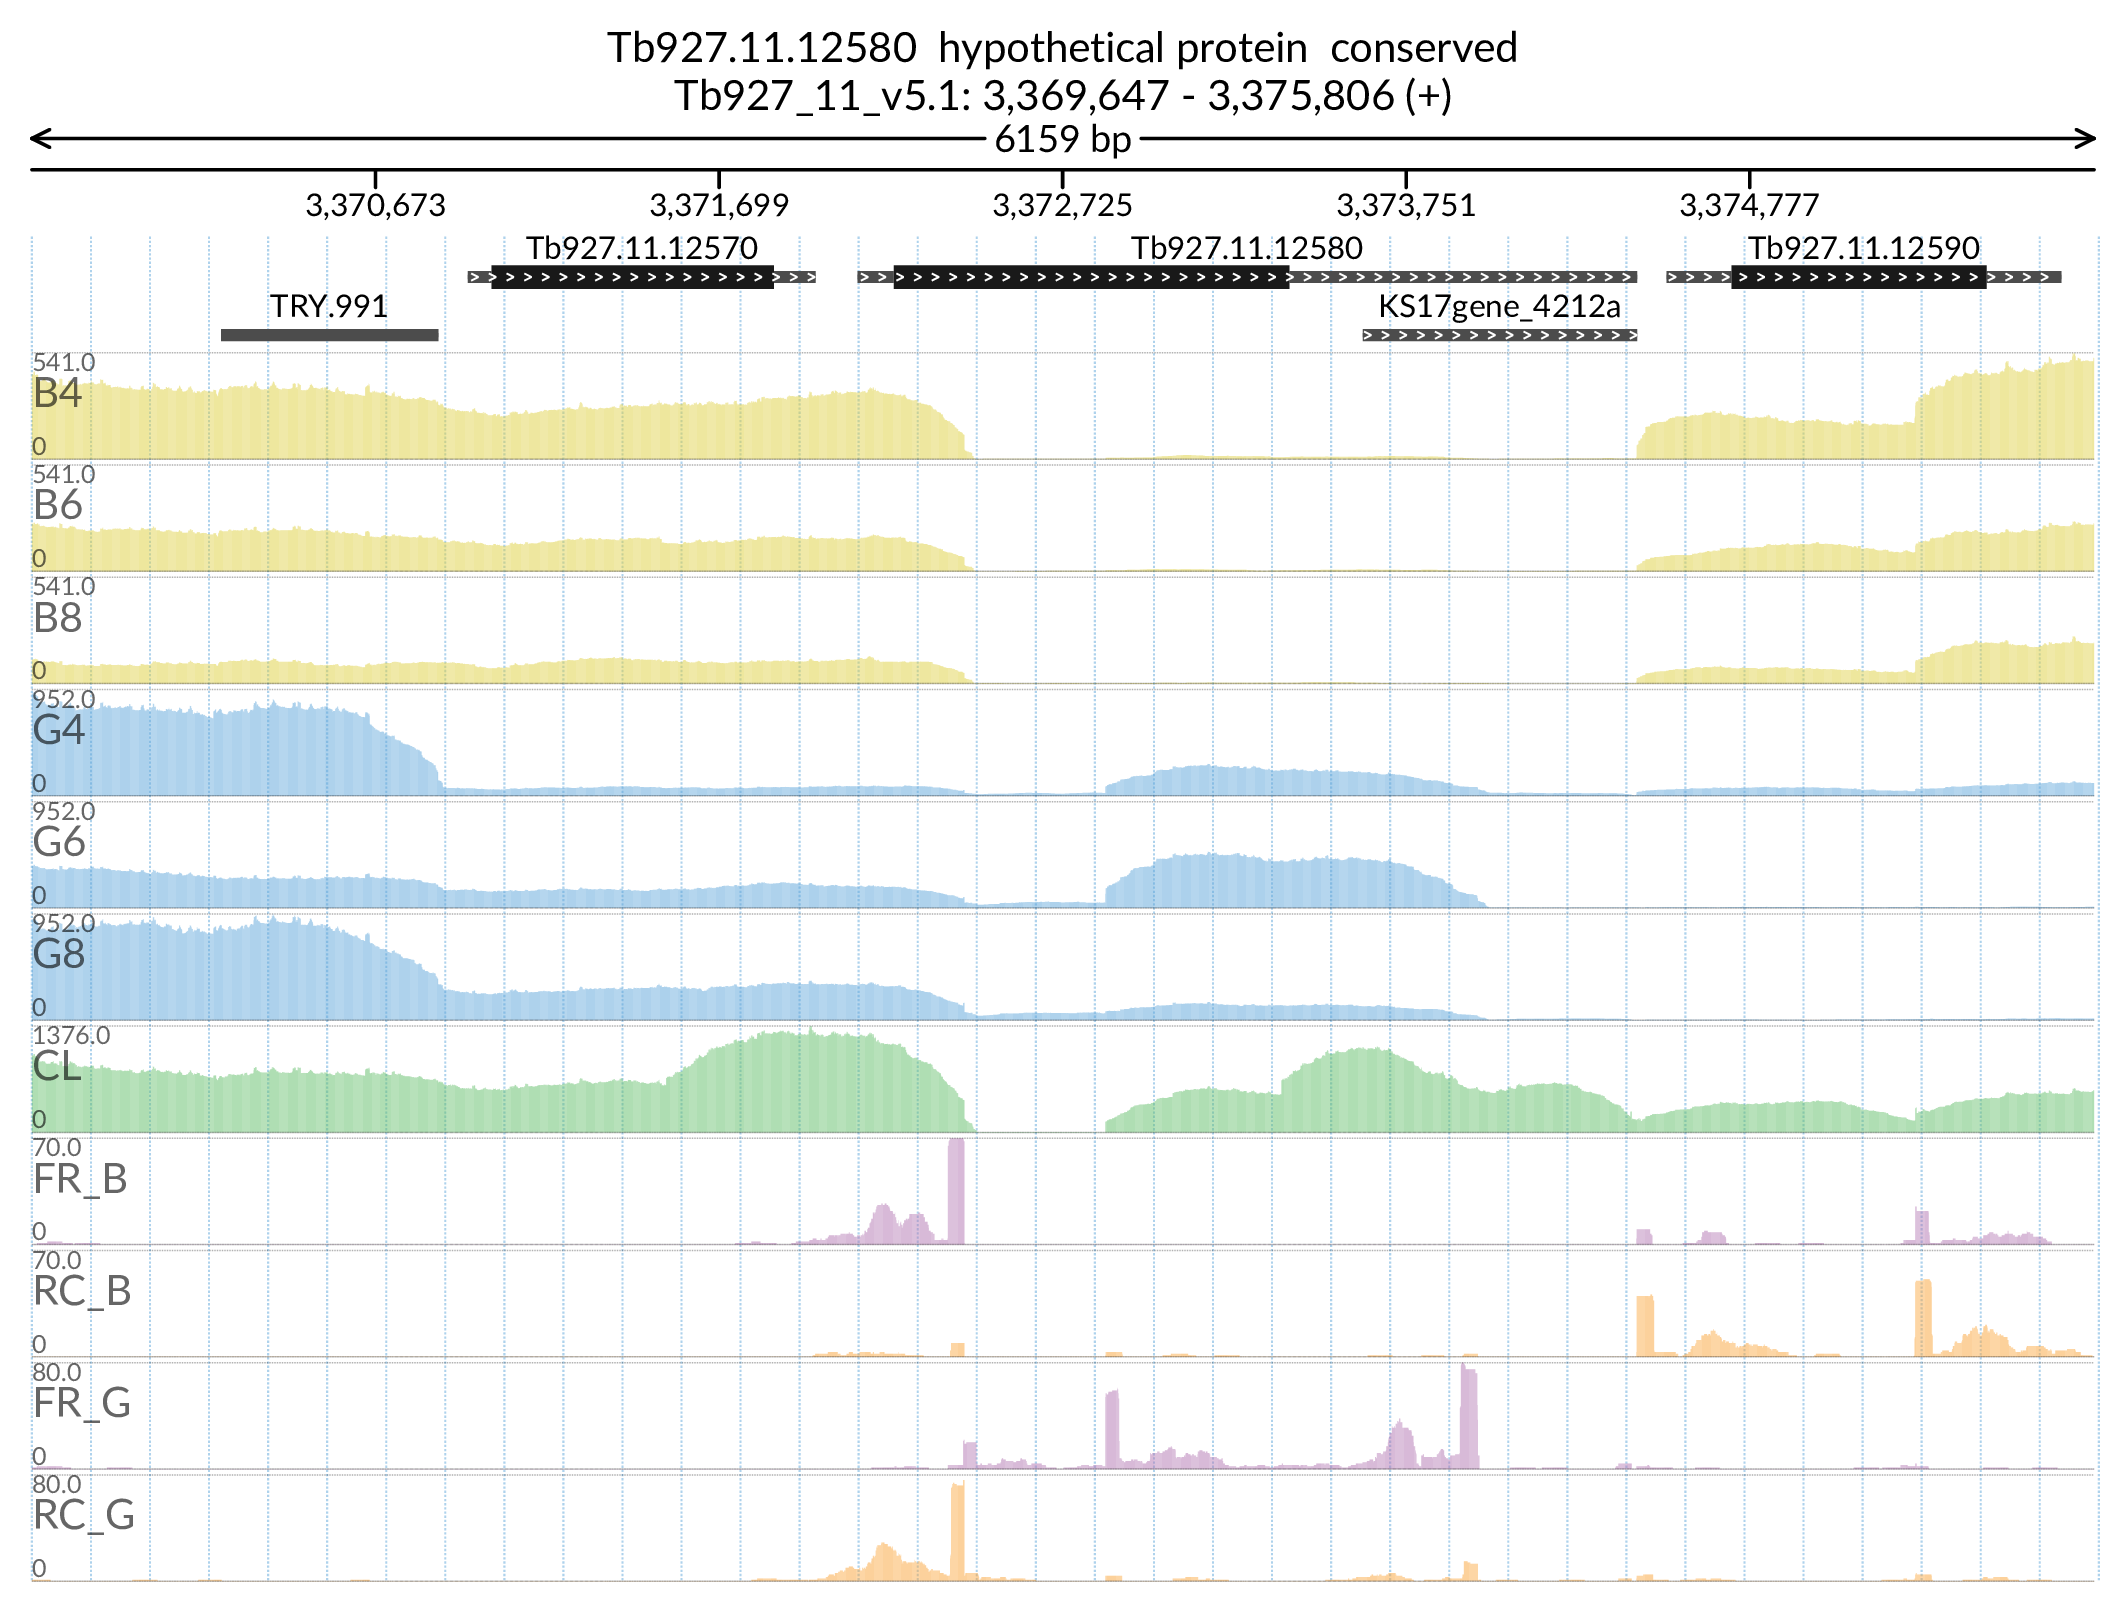 Tb927.11.12580  hypothetical protein  conserved
Tb927_11_v5.1: 3,369,647 - 3,375,806 (+)
6159 bp
3,370,673 3,371,699 3,372,725 3,373,751 3,374,777
Tb927.11.12570 Tb927.11.12580 Tb927.11.12590
TRY.991 KS17gene_4212a
541.0
B4
0
541.0
B6
0
541.0
B8
0
952.0
G4
0
952.0
G6
0
952.0
G8
0
1376.0
CL
0
70.0
FR_B
0
70.0
RC_B
0
80.0
FR_G
0
80.0
RC_G
0